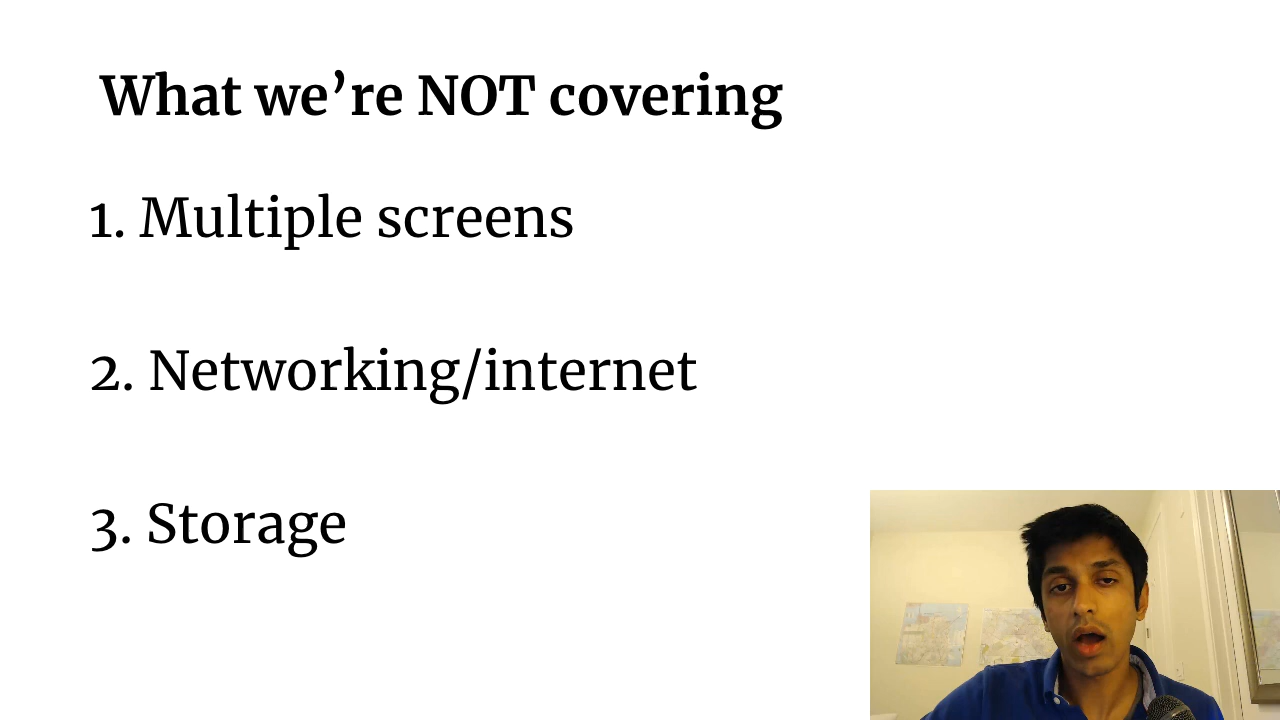 What we’re NOT covering
1. Multiple screens
2. Networking/internet
3. Storage